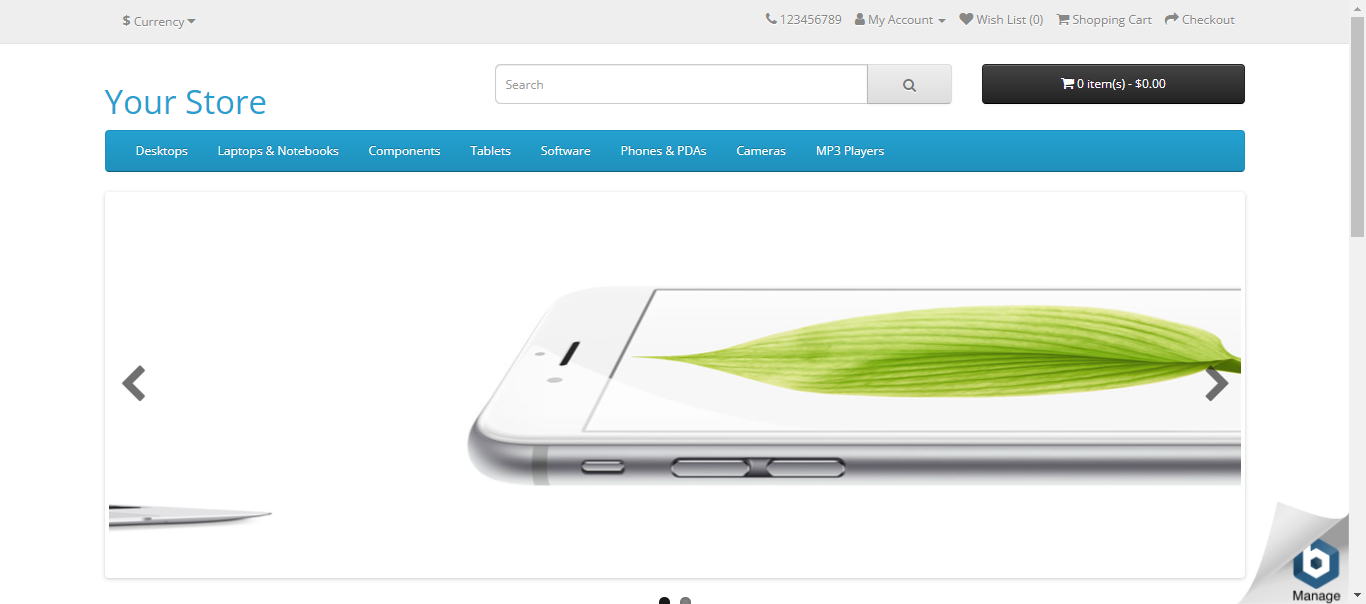 $ Currency
123456789 My Account Wish List (0) Shopping Cart Checkout
Your Store
Search
0 item(s) - $0.00
Desktops Laptops & Notebooks Components Tablets Software Phones & PDAs Cameras MP3 Players
b
Manage